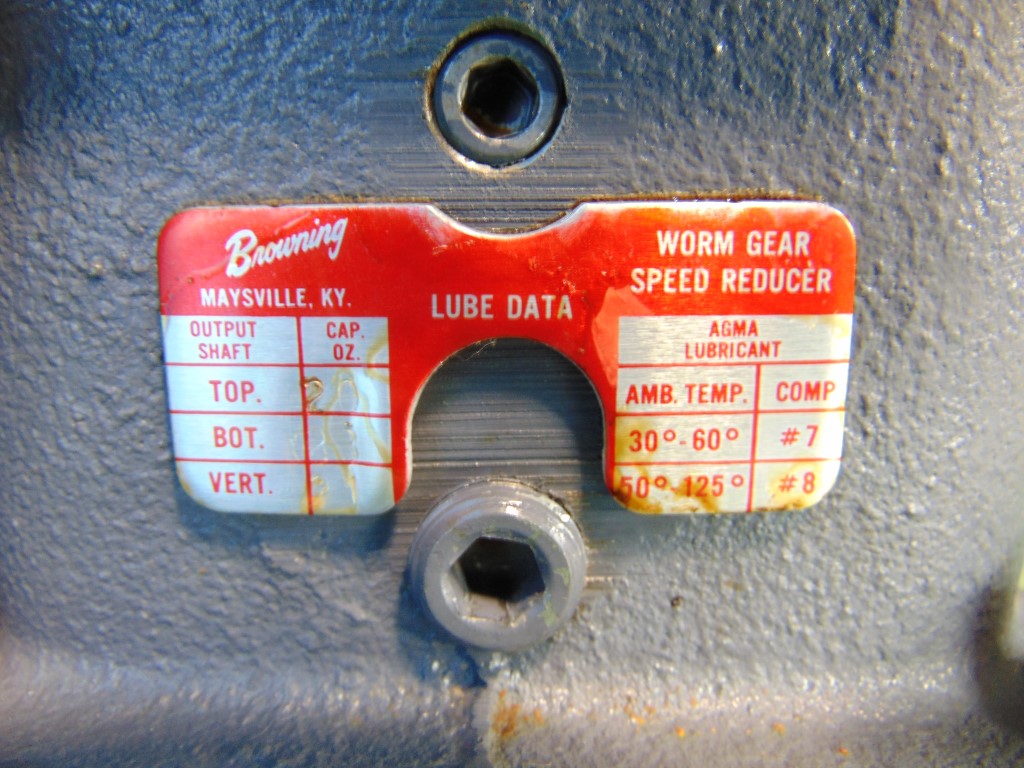 Browning
MAYSVILLE, KY.
LUBE DATA
WORM GEAR
SPEED REDUCER
OUTPUT
SHAFT
CAP.
OZ.
TOP.
BOT.
VERT.
AGMA
LUBRICANT
AMB. TEMP.
COMP
30°-60°
#7
50°-125°
#8